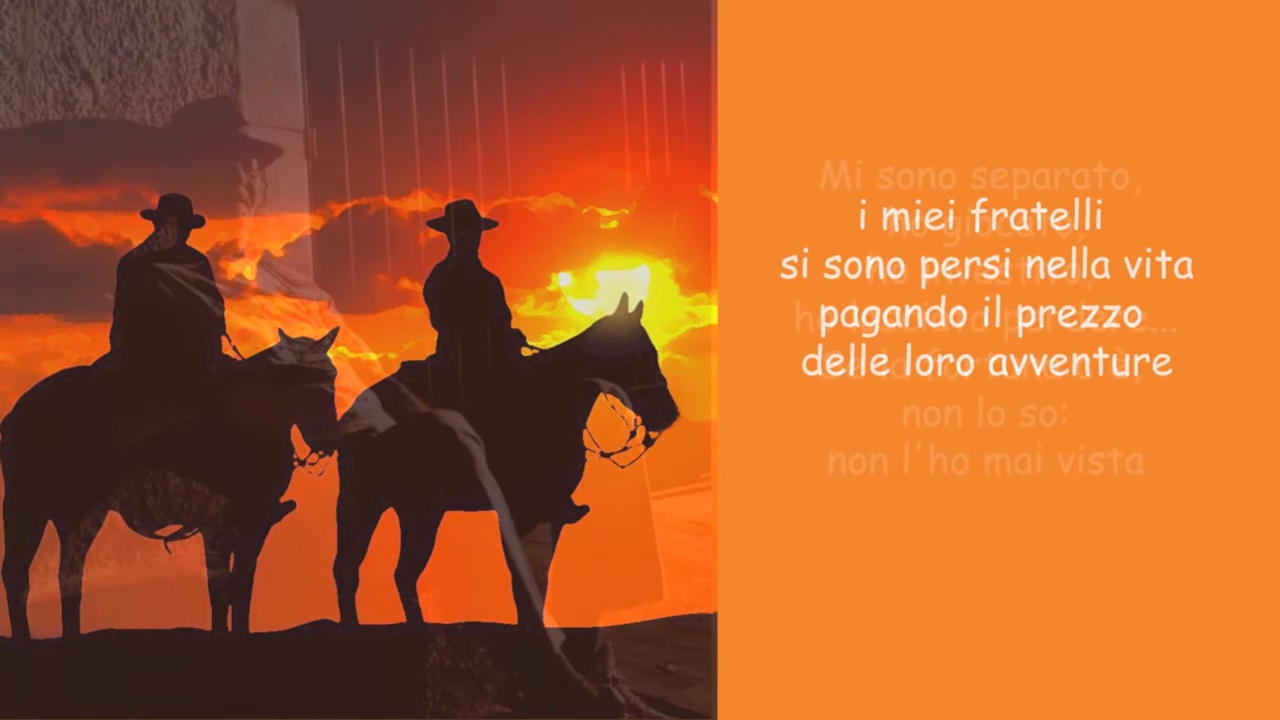 Mi sono separato,
i miei fratelli
si sono persi nella vita
pagando il prezzo
delle loro avventure
non lo so:
non l'ho mai vista